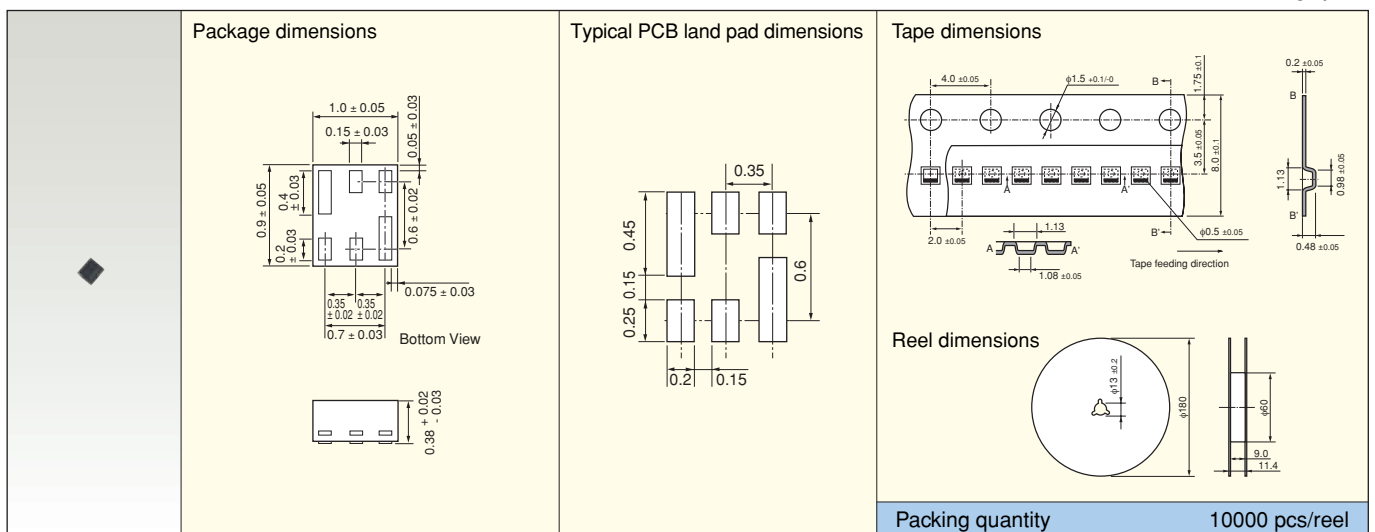 Package dimensions
1.0 ± 0.05
0.15 ± 0.03
0.05 ± 0.03
0.9 ± 0.05
0.4
± 0.03
0.2
± 0.03
0.6 ± 0.02
0.075 ± 0.03
0.35
± 0.02
0.35
± 0.02
0.7 ± 0.03
Bottom View
0.38 + 0.02
- 0.03
Typical PCB land pad dimensions
0.35
0.45
0.15
0.25
0.6
0.2
0.15
Tape dimensions
4.0 ±0.05
φ1.5 +0.1/-0
B
1.75 ±0.1
3.5 ±0.05
8.0 ±0.1
A
A'
2.0 ±0.05
A
1.13
A'
1.08 ±0.05
B'
φ0.5 ±0.05
Tape feeding direction
0.2 ±0.05
B
1.13
0.98 ±0.05
B'
0.48 ±0.05
Reel dimensions
φ13 ±0.2
φ180
φ60
9.0
11.4
Packing quantity 10000 pcs/reel